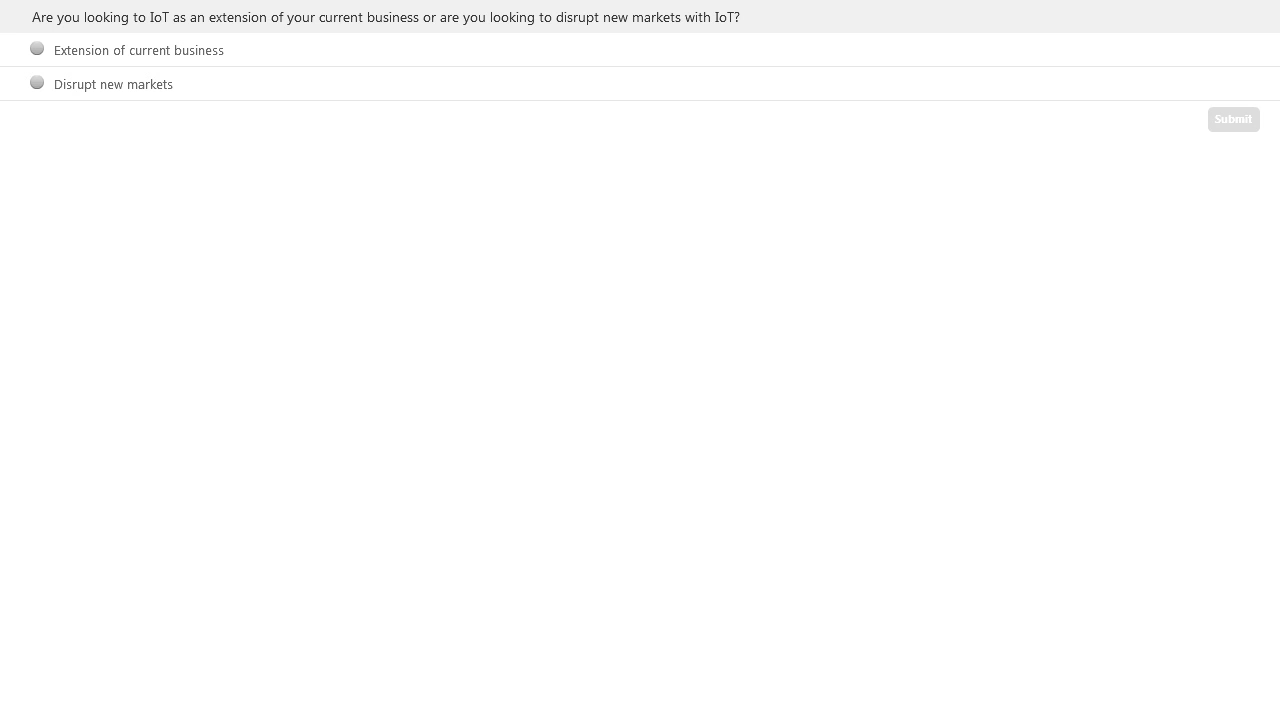 Are you looking to IoT as an extension of your current business or are you looking to disrupt new markets with IoT?
Extension of current business
Disrupt new markets
Submit